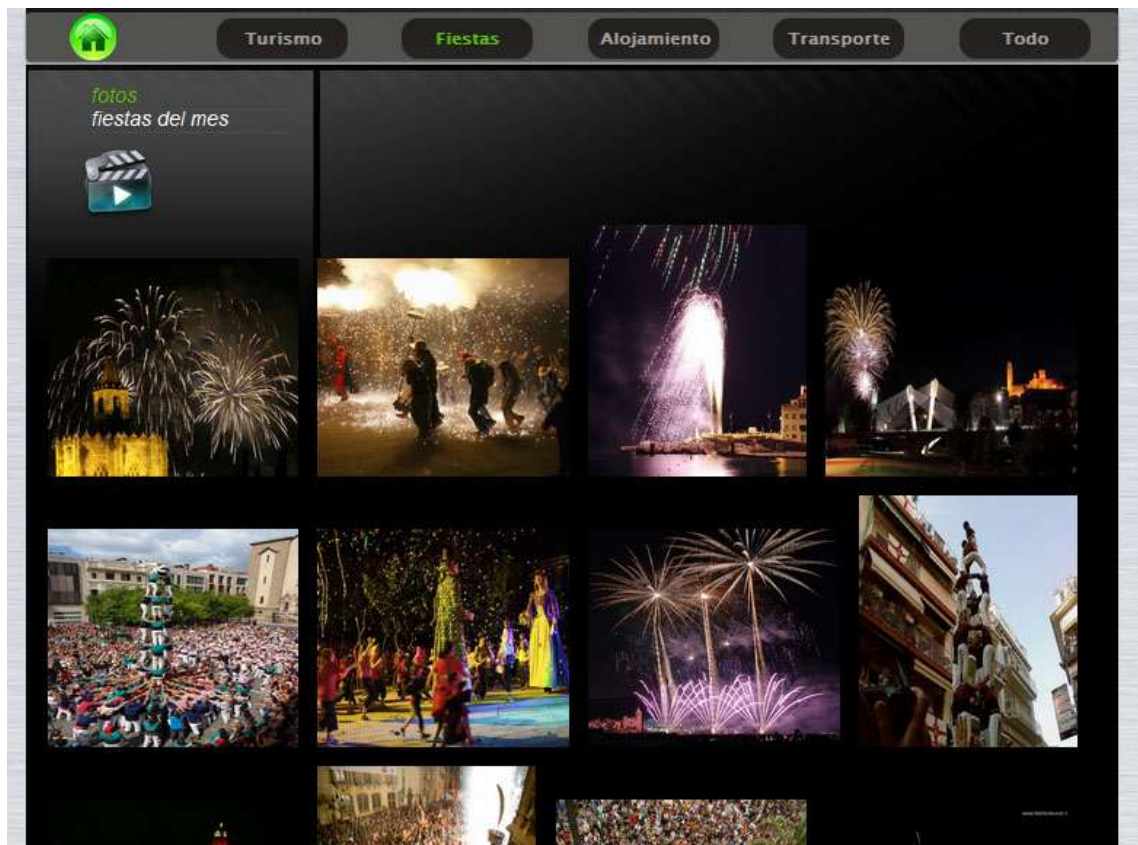 Turismo
Fiestas
Alojamiento
Transporte
Todo
fotos
fiestas del mes